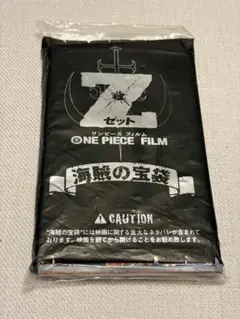 Z
ゼット
ワンピース フィルム
ONE PIECE FILM
海賊の宝袋
CAUTION
"海賊の宝袋"には映画に関する重大なネタバレが含まれて
おります。映画を観てから開けることをお勧め致します。